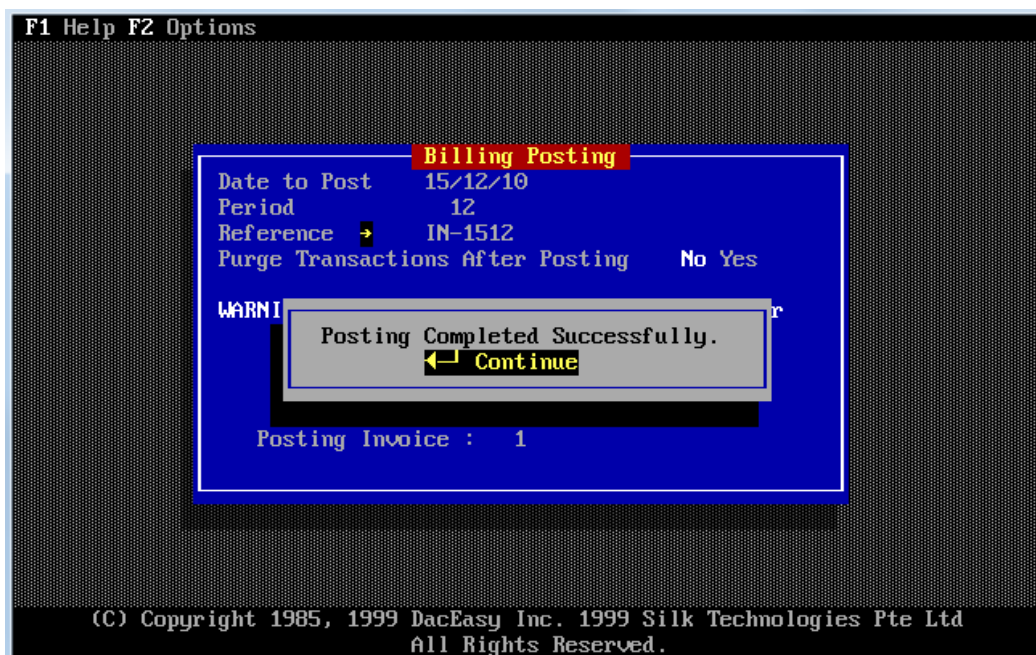 F1 Help F2 Options
Billing Posting
Date to Post 15/12/10
Period 12
Reference → IN-1512
Purge Transactions After Posting No Yes
WARNI r
Posting Completed Successfully.
Continue
Posting Invoice : 1
(C) Copyright 1985, 1999 DacEasy Inc. 1999 Silk Technologies Pte Ltd
All Rights Reserved.